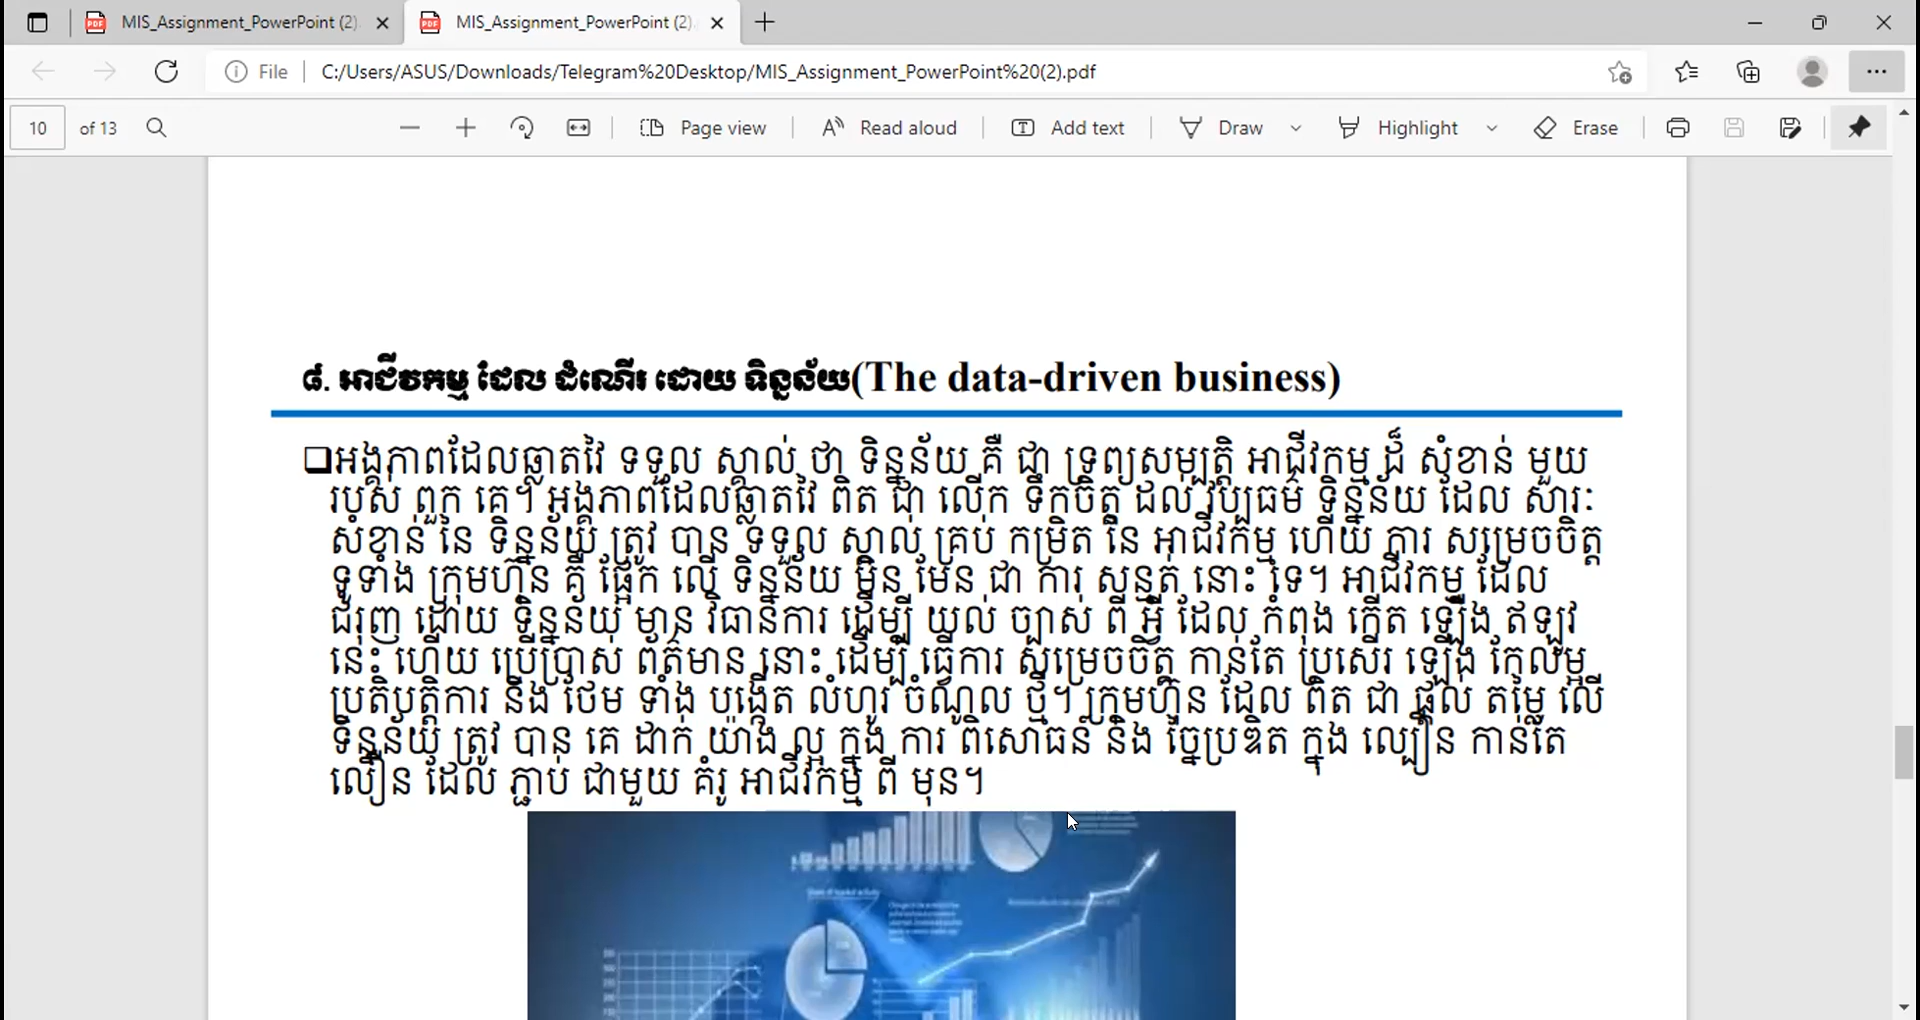 MIS_Assignment_PowerPoint (2).
MIS_Assignment_PowerPoint (2).
File
C:/Users/ASUS/Downloads/Telegram%20Desktop/MIS_Assignment_PowerPoint%20(2).pdf
10 of 13
Page view
Read aloud
Add text
Draw
Highlight
Erase
៨. អាជីវកម្ម ដែល ដំណើរ ដោយ ទិន្នន័យ(The data-driven business)
អង្គភាពដែលឆ្លាតវៃ ទទួល ស្គាល់ ថា ទិន្នន័យ គឺ ជា ទ្រព្យសម្បត្តិ អាជីវកម្ម ដ៏ សំខាន់ មួយ
របស់ ពួក គេ។ អង្គភាពដែលឆ្លាតវៃ ពិត ជា លើក ទឹកចិត្ត ដល់ វប្បធម៌ ទិន្នន័យ ដែល សារៈ
សំខាន់ នៃ ទិន្នន័យ ត្រូវ បាន ទទួល ស្គាល់ គ្រប់ កម្រិត នៃ អាជីវកម្ម ហើយ ការ សម្រេចចិត្ត
ទូទាំង ក្រុមហ៊ុន គឺ ផ្អែក លើ ទិន្នន័យ មិន មែន ជា ការ សន្មត់ នោះ ទេ។ អាជីវកម្ម ដែល
ជំរុញ ដោយ ទិន្នន័យ មាន វិធានការ ដើម្បី យល់ ច្បាស់ ពី អ្វី ដែល កំពុង កើត ឡើង ឥឡូវ
នេះ ហើយ ប្រើប្រាស់ ព័ត៌មាន នោះ ដើម្បី ធ្វើការ សម្រេចចិត្ត កាន់តែ ប្រសើរ ឡើង កែលម្អ
ប្រតិបត្តិការ និង ថែម ទាំង បង្កើត លំហូរ ចំណូល ថ្មី។ ក្រុមហ៊ុន ដែល ពិត ជា ផ្តល់ តម្លៃ លើ
ទិន្នន័យ ត្រូវ បាន គេ ដាក់ យ៉ាង ល្អ ក្នុង ការ ពិសោធន៍ និង ច្នៃប្រឌិត ក្នុង ល្បឿន កាន់តែ
លឿន ដែល ភ្ជាប់ ជាមួយ គំរូ អាជីវកម្ម ពី មុន។